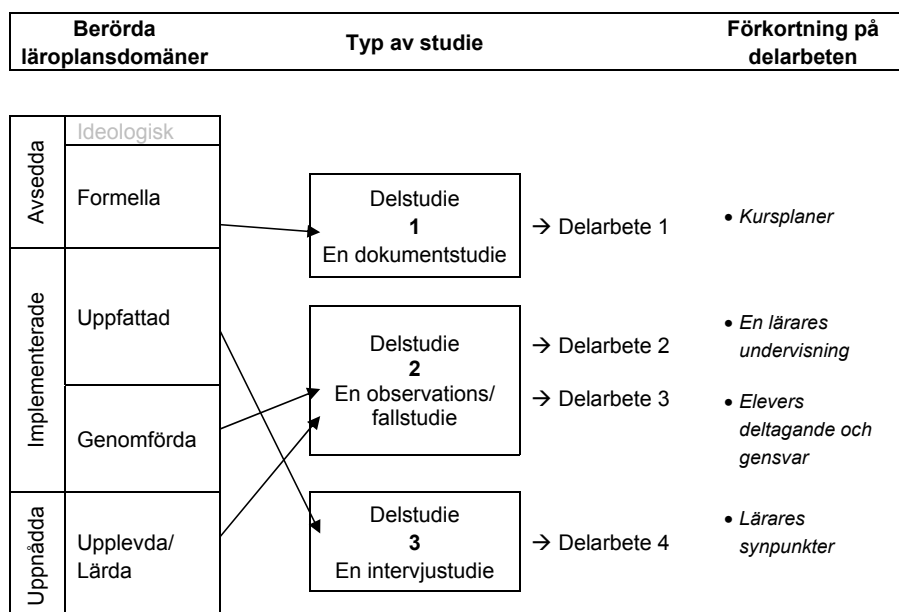 Berörda
läroplansdomäner
Typ av studie
Förkortning på
delarbeten
Avsedda
Ideologisk
Formella
Implementerade
Uppfattad
Genomförda
Uppnådda
Upplevda/
Lärda
Delstudie
1
En dokumentstudie
→ Delarbete 1
• Kursplaner
Delstudie
2
En observations/
fallstudie
→ Delarbete 2
→ Delarbete 3
• En lärares
undervisning
• Elevers
deltagande och
gensvar
Delstudie
3
En intervjustudie
→ Delarbete 4
• Lärares
synpunkter